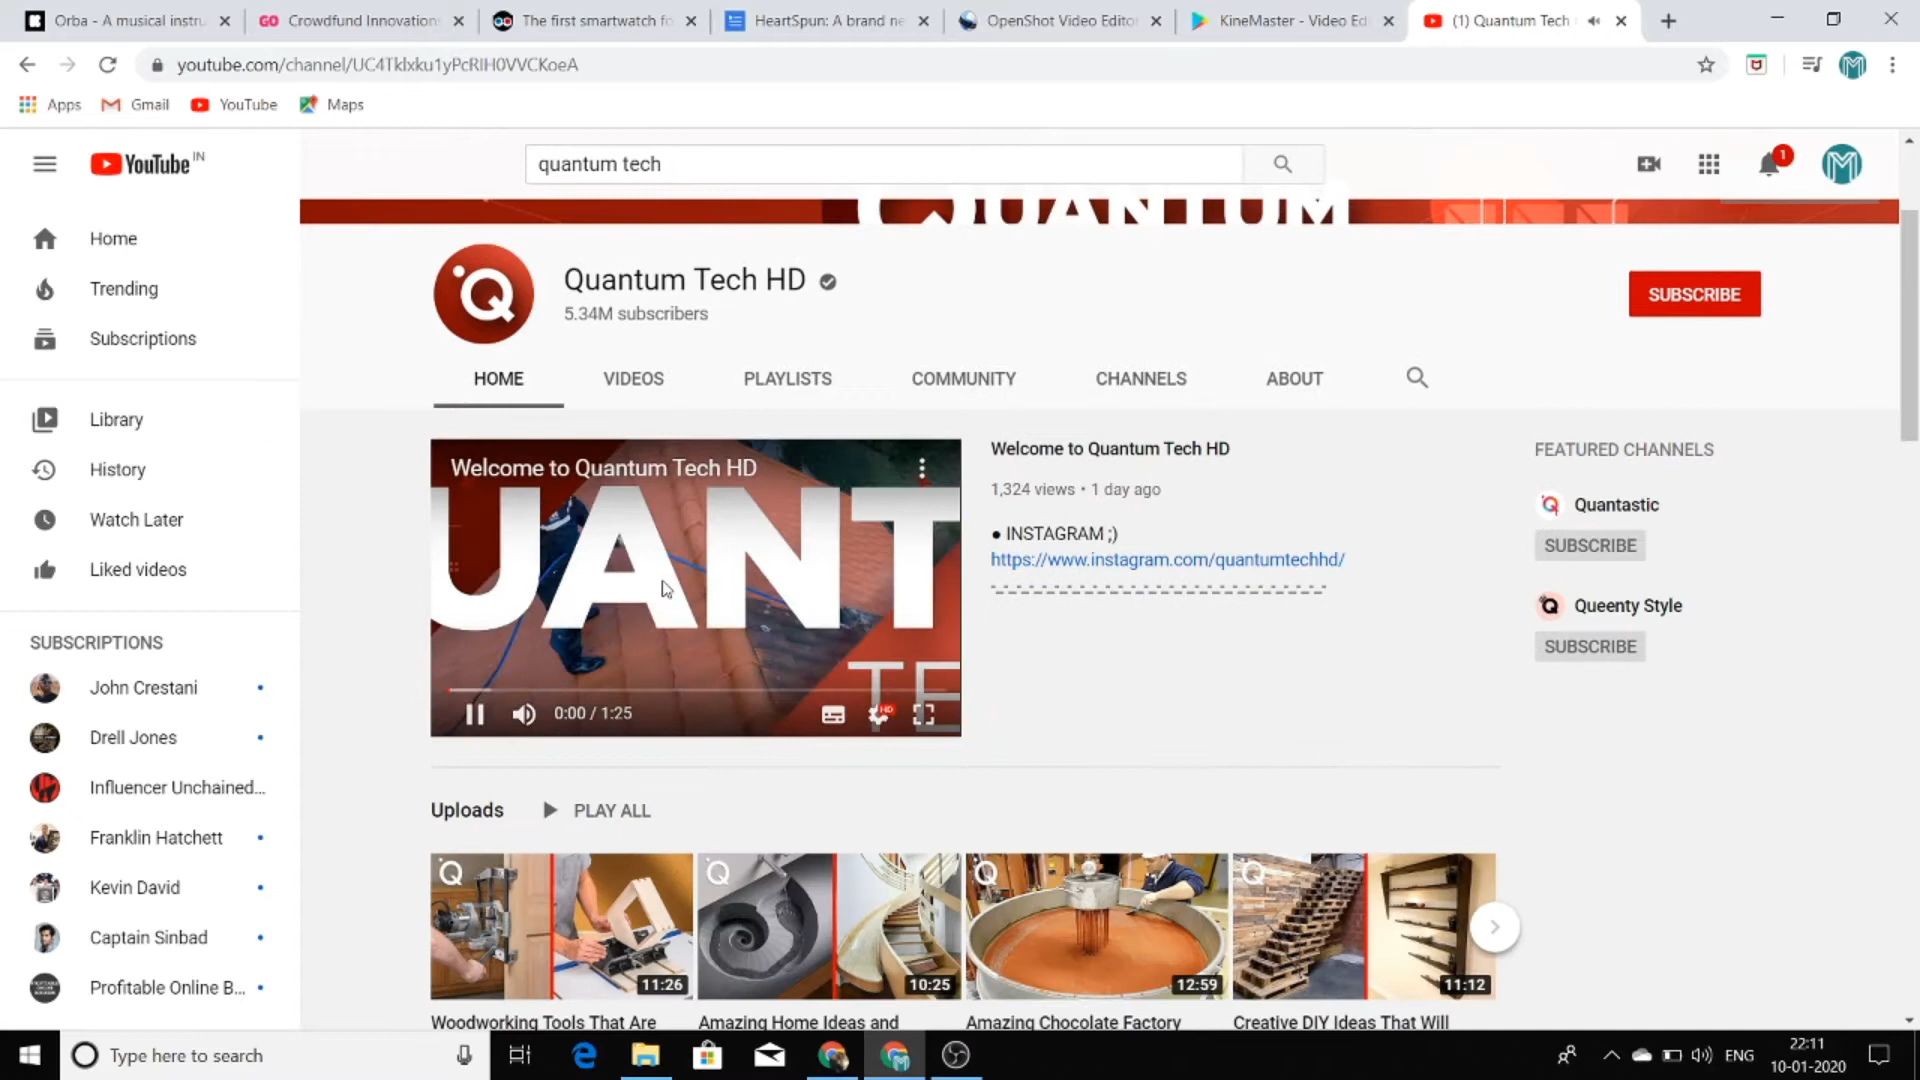 Orba - A musical instru
Crowdfund Innovations
The first smartwatch fo
HeartSpun: A brand ne
OpenShot Video Editor
KineMaster - Video Ed
(1) Quantum Tech
youtube.com/channel/UC4Tklxku1yPcRIH0VVCKoeA
Apps
Gmail
YouTube
Maps
YouTube IN
quantum tech
1
QUANTUM
Home
Trending
Subscriptions
Library
History
Watch Later
Liked videos
SUBSCRIPTIONS
John Crestani
Drell Jones
Influencer Unchained...
Franklin Hatchett
Kevin David
Captain Sinbad
Profitable Online B...
Quantum Tech HD
5.34M subscribers
SUBSCRIBE
HOME
VIDEOS
PLAYLISTS
COMMUNITY
CHANNELS
ABOUT
Welcome to Quantum Tech HD
UANT
TE
0:00 / 1:25
HD
Welcome to Quantum Tech HD
1,324 views • 1 day ago
● INSTAGRAM ;)
https://www.instagram.com/quantumtechhd/
FEATURED CHANNELS
Quantastic
SUBSCRIBE
Queenty Style
SUBSCRIBE
Uploads
PLAY ALL
11:26
10:25
12:59
11:12
Woodworking Tools That Are
Amazing Home Ideas and
Amazing Chocolate Factory
Creative DIY Ideas That Will
Type here to search
ENG
22:11
10-01-2020